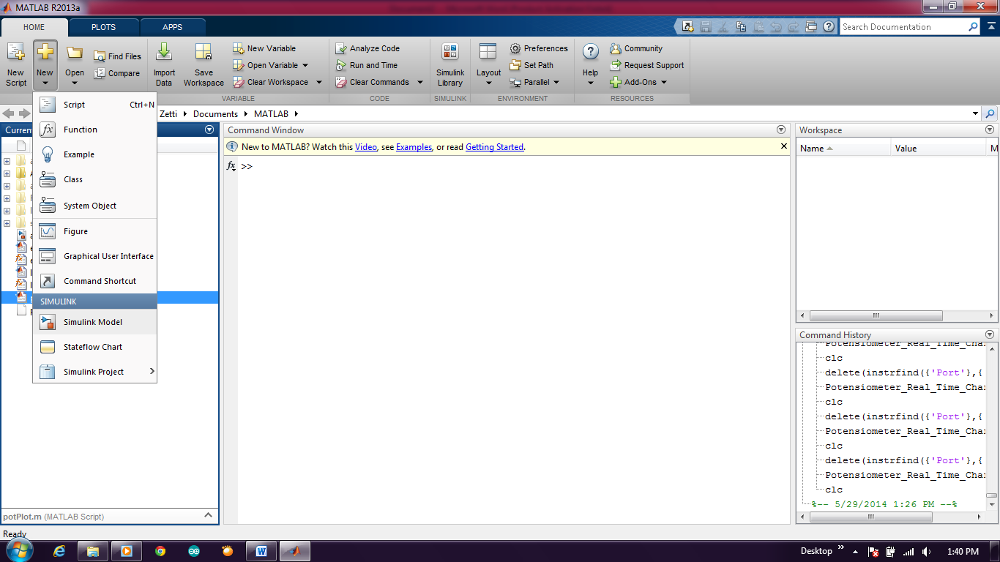 MATLAB R2013a
HOME
PLOTS
APPS
Search Documentation
New Script
New
Open
Find Files
Compare
Import Data
Save Workspace
New Variable
Open Variable
Clear Workspace
Analyze Code
Run and Time
Clear Commands
Simulink Library
Layout
Preferences
Set Path
Parallel
Help
Community
Request Support
Add-Ons
VARIABLE
CODE
SIMULINK
ENVIRONMENT
RESOURCES
Zetti Documents MATLAB
Script Ctrl+N
Function
Example
Class
System Object
Figure
Graphical User Interface
Command Shortcut
SIMULINK
Simulink Model
Stateflow Chart
Simulink Project
Curren
potPlot.m (MATLAB Script)
Command Window
New to MATLAB? Watch this Video, see Examples, or read Getting Started.
fx >>
Workspace
Name Value M
Command History
Potensiometer_Real_Time_Cha
clc
delete(instrfind({'Port'},{
Potensiometer_Real_Time_Cha
clc
delete(instrfind({'Port'},{
Potensiometer_Real_Time_Cha
clc
delete(instrfind({'Port'},{
Potensiometer_Real_Time_Cha
clc
%-- 5/29/2014 1:26 PM --%
Ready
Desktop
1:40 PM